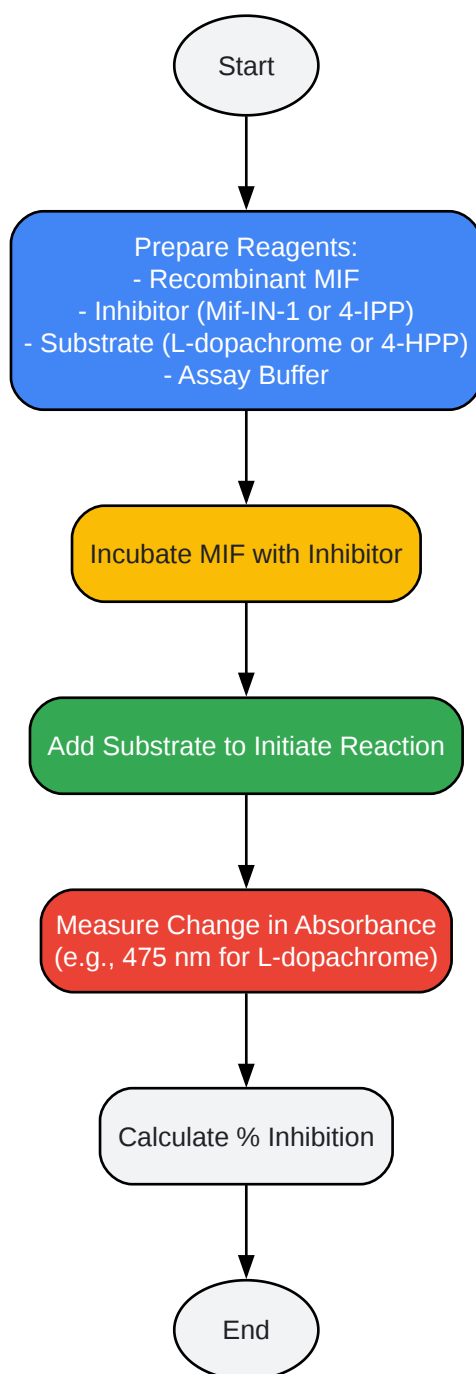 Start
Prepare Reagents:
- Recombinant MIF
- Inhibitor (Mif-IN-1 or 4-IPP)
- Substrate (L-dopachrome or 4-HPP)
- Assay Buffer
Incubate MIF with Inhibitor
Add Substrate to Initiate Reaction
Measure Change in Absorbance
(e.g., 475 nm for L-dopachrome)
Calculate % Inhibition
End